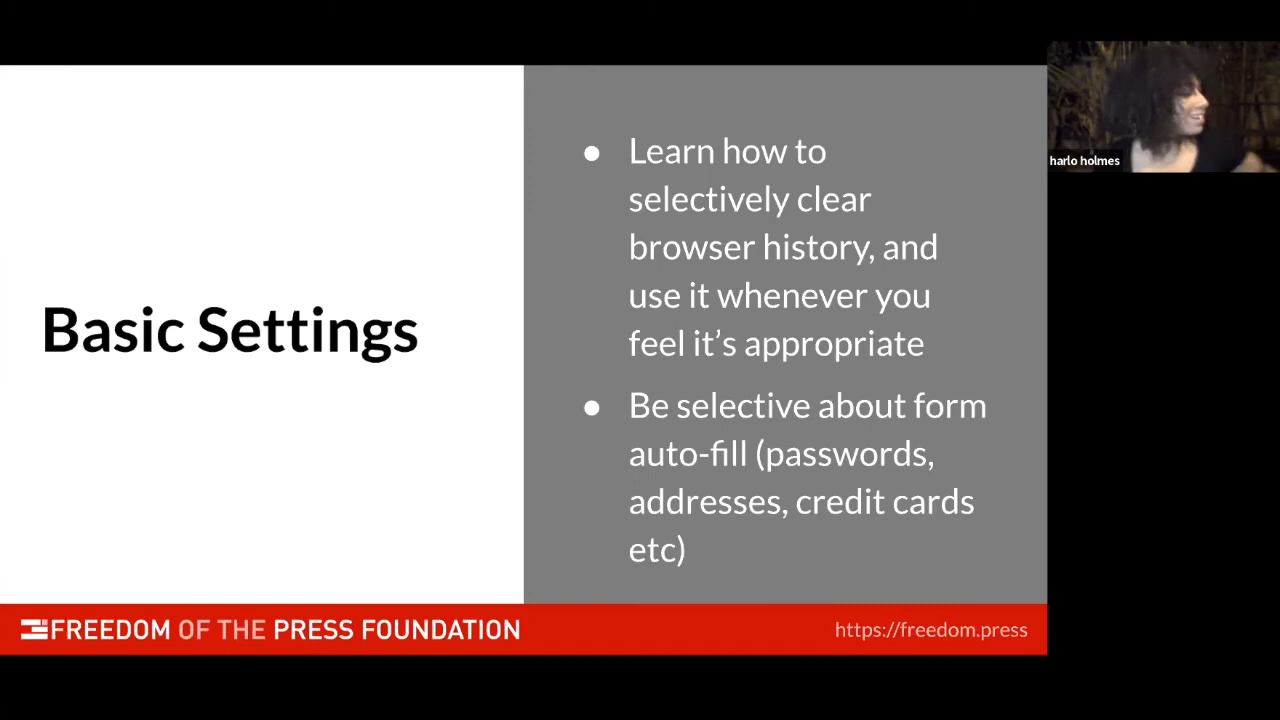 Basic Settings
● Learn how to
selectively clear
browser history, and
use it whenever you
feel it’s appropriate
● Be selective about form
auto-fill (passwords,
addresses, credit cards
etc)
FREEDOM OF THE PRESS FOUNDATION
https://freedom.press
harlo holmes